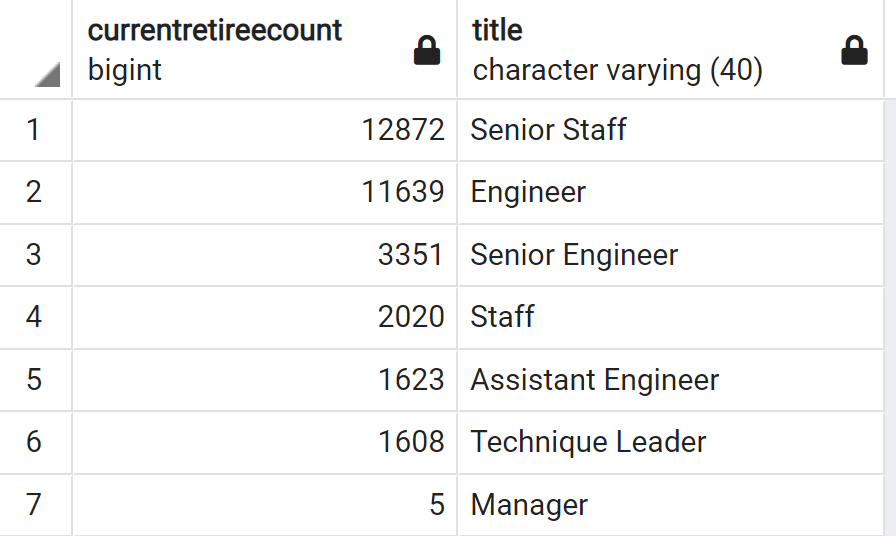 currentretireecount title
bigint character varying (40)
1 12872 Senior Staff
2 11639 Engineer
3 3351 Senior Engineer
4 2020 Staff
5 1623 Assistant Engineer
6 1608 Technique Leader
7 5 Manager